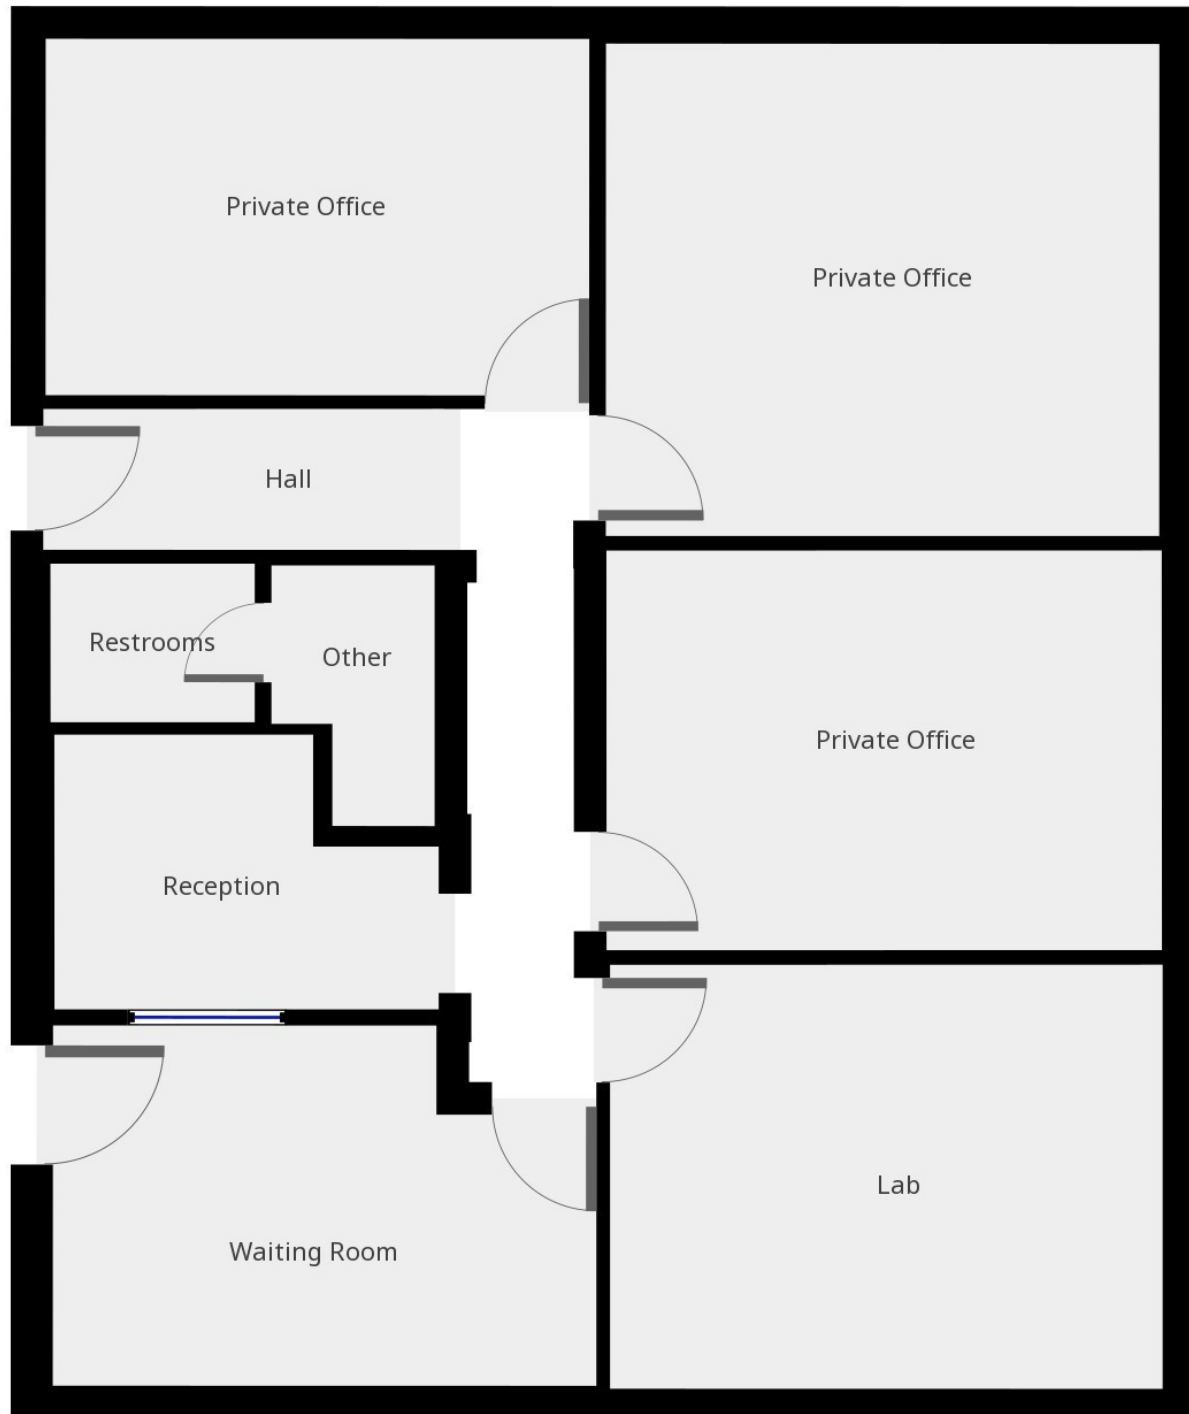 Private Office
Private Office
Hall
Restrooms
Other
Private Office
Reception
Lab
Waiting Room